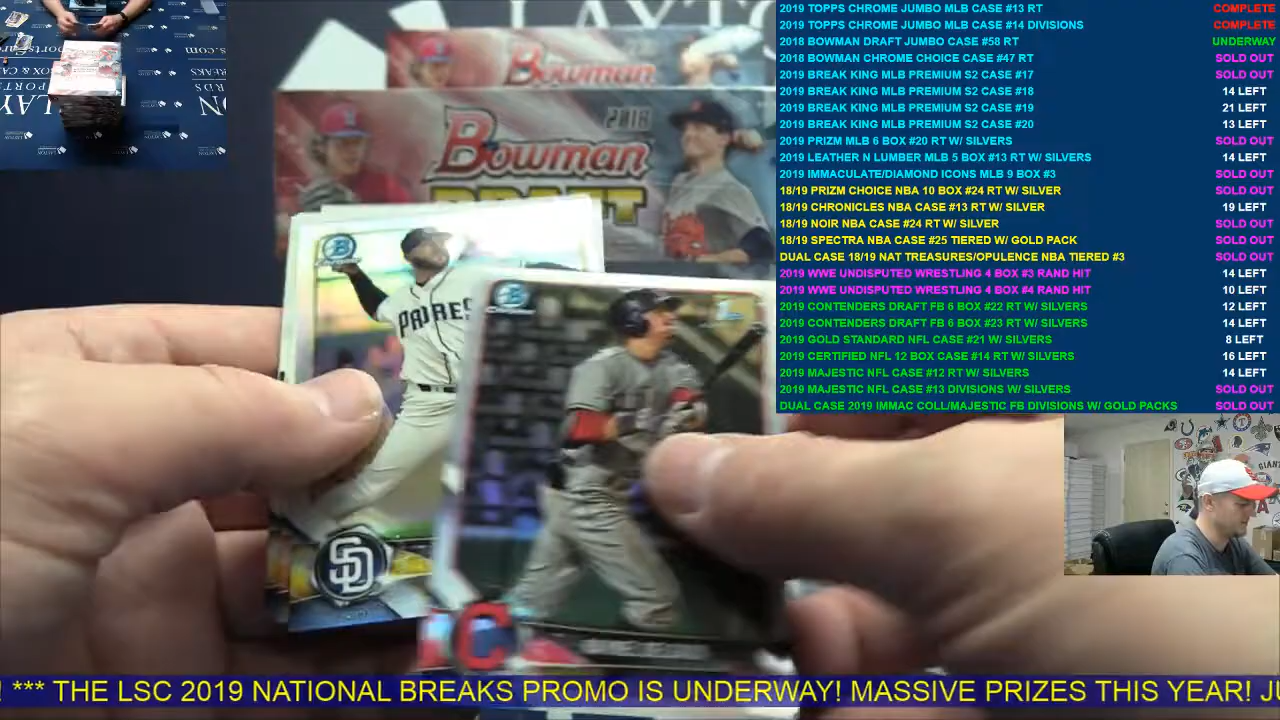 2019 TOPPS CHROME JUMBO MLB CASE #13 RT COMPLETE
2019 TOPPS CHROME JUMBO MLB CASE #14 DIVISIONS COMPLETE
2018 BOWMAN DRAFT JUMBO CASE #58 RT UNDERWAY
2018 BOWMAN CHROME CHOICE CASE #47 RT SOLD OUT
2019 BREAK KING MLB PREMIUM S2 CASE #17 SOLD OUT
2019 BREAK KING MLB PREMIUM S2 CASE #18 14 LEFT
2019 BREAK KING MLB PREMIUM S2 CASE #19 21 LEFT
2019 BREAK KING MLB PREMIUM S2 CASE #20 13 LEFT
2019 PRIZM MLB 6 BOX #20 RT W/ SILVERS SOLD OUT
2019 LEATHER N LUMBER MLB 5 BOX #13 RT W/ SILVERS 14 LEFT
2019 IMMACULATE/DIAMOND ICONS MLB 9 BOX #3 SOLD OUT
18/19 PRIZM CHOICE NBA 10 BOX #24 RT W/ SILVER SOLD OUT
18/19 CHRONICLES NBA CASE #13 RT W/ SILVER 19 LEFT
18/19 NOIR NBA CASE #24 RT W/ SILVER SOLD OUT
18/19 SPECTRA NBA CASE #25 TIERED W/ GOLD PACK SOLD OUT
DUAL CASE 18/19 NAT TREASURES/OPULENCE NBA TIERED #3 SOLD OUT
2019 WWE UNDISPUTED WRESTLING 4 BOX #3 RAND HIT 14 LEFT
2019 WWE UNDISPUTED WRESTLING 4 BOX #4 RAND HIT 10 LEFT
2019 CONTENDERS DRAFT FB 6 BOX #22 RT W/ SILVERS 12 LEFT
2019 CONTENDERS DRAFT FB 6 BOX #23 RT W/ SILVERS 14 LEFT
2019 GOLD STANDARD NFL CASE #21 W/ SILVERS 8 LEFT
2019 CERTIFIED NFL 12 BOX CASE #14 RT W/ SILVERS 16 LEFT
2019 MAJESTIC NFL CASE #12 RT W/ SILVERS 14 LEFT
2019 MAJESTIC NFL CASE #13 DIVISIONS W/ SILVERS SOLD OUT
DUAL CASE 2019 IMMAC COLL/MAJESTIC FB DIVISIONS W/ GOLD PACKS SOLD OUT
Bowman
2018
Bowman
DRAFT
PADRES
SD
C
! *** THE LSC 2019 NATIONAL BREAKS PROMO IS UNDERWAY! MASSIVE PRIZES THIS YEAR!